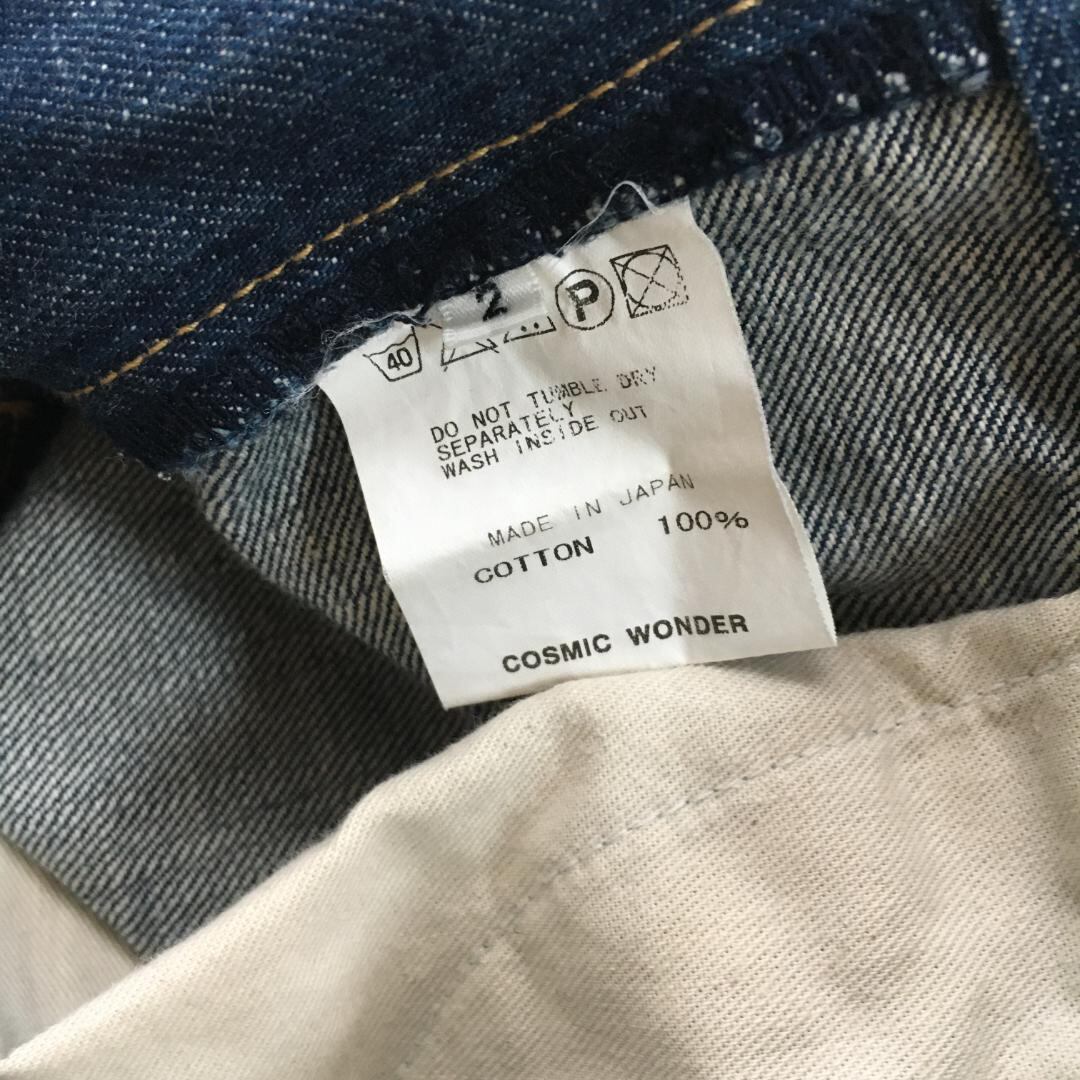 2
40 P
DO NOT TUMBLE DRY
SEPARATELY
WASH INSIDE OUT
MADE IN JAPAN
COTTON 100%
COSMIC WONDER